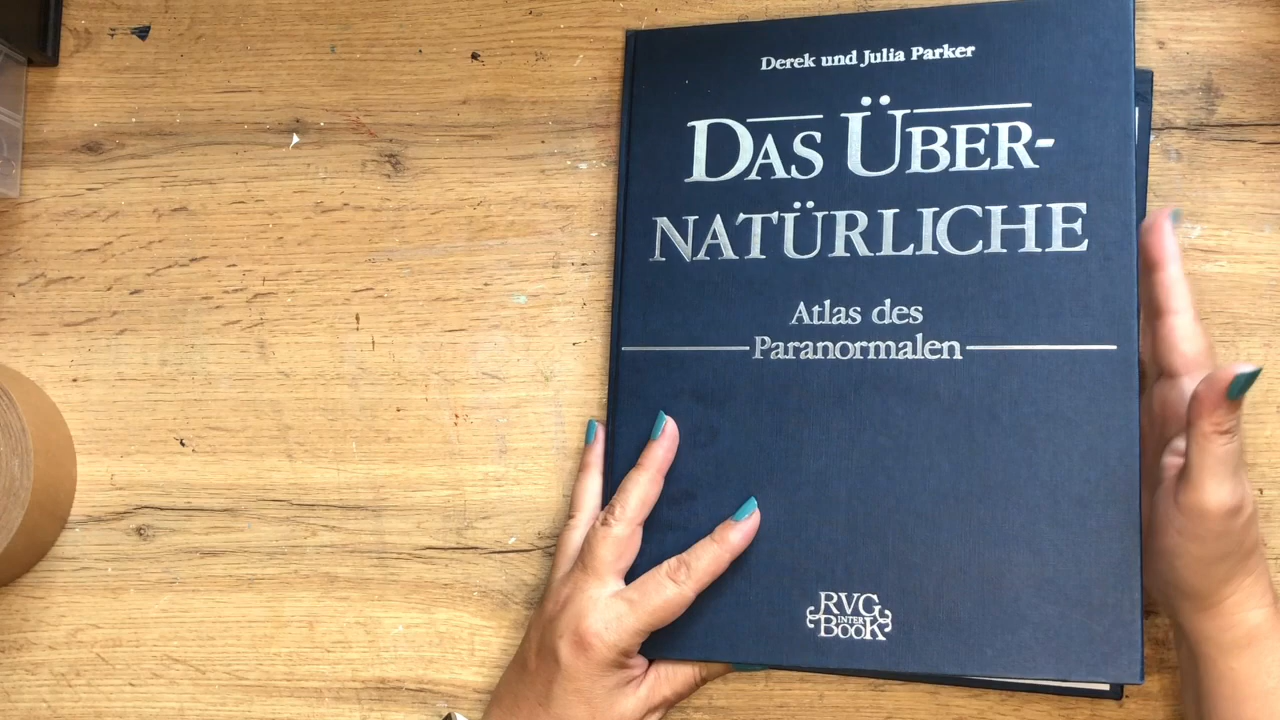 Derek und Julia Parker
DAS ÜBER-
NATÜRLICHE
Atlas des
Paranormalen
RVG
INTER
BOOK